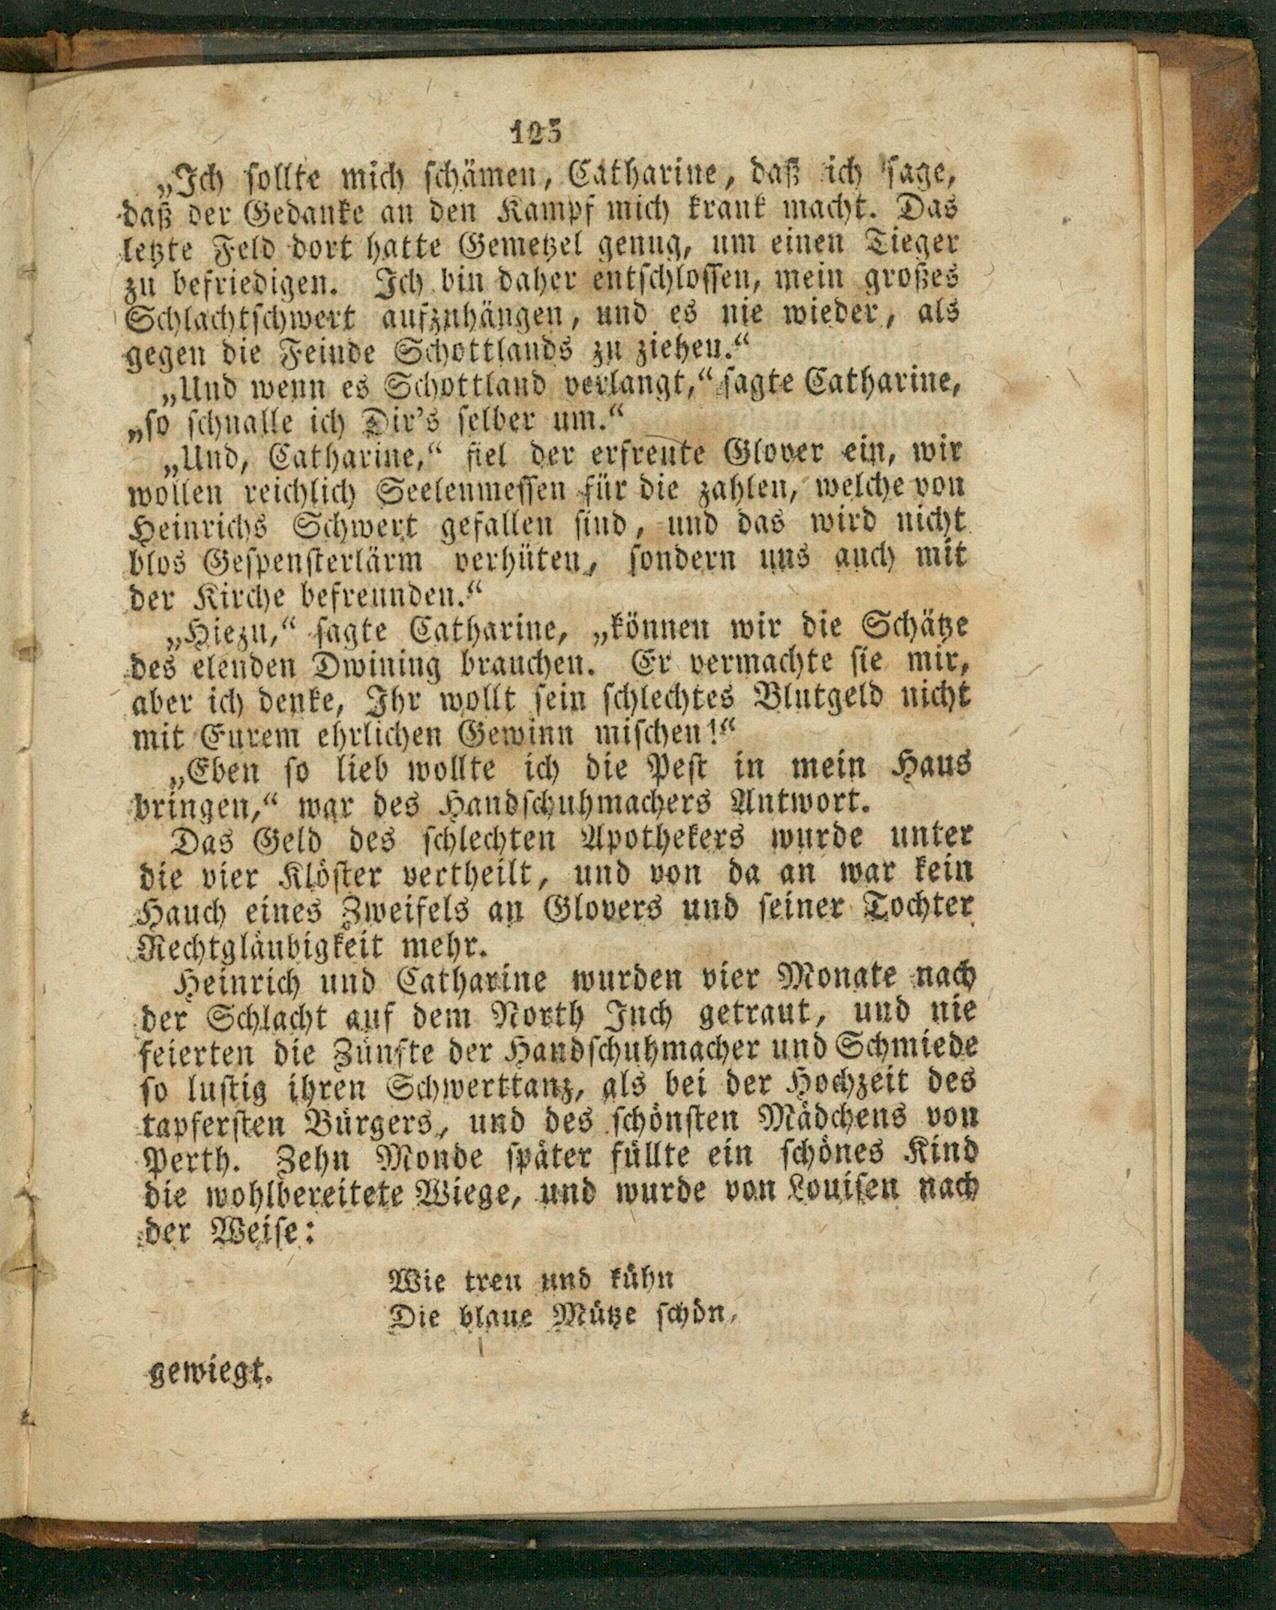 125
„Ich sollte mich schämen, Catharine, daß ich sage,
daß der Gedanke an den Kampf mich krank macht. Das
letzte Feld dort hatte Gemetzel genug, um einen Tieger
zu befriedigen. Ich bin daher entschlossen, mein großes
Schlachtschwert aufzuhängen, und es nie wieder, als
gegen die Feinde Schottlands zu ziehen.“
„Und wenn es Schottland verlangt,“ sagte Catharine,
„so schnalle ich Dir’s selber um.“
„Und, Catharine,“ fiel der erfreute Glover ein, wir
wollen reichlich Seelenmessen für die zahlen, welche von
Heinrichs Schwert gefallen sind, und das wird nicht
blos Gespensterlärm verhüten, sondern uns auch mit
der Kirche befreunden.“
„Hiezu,“ sagte Catharine, „können wir die Schätze
des elenden Dwining brauchen. Er vermachte sie mir,
aber ich denke, Ihr wollt sein schlechtes Blutgeld nicht
mit Eurem ehrlichen Gewinn mischen!“
„Eben so lieb wollte ich die Pest in mein Haus
bringen,“ war des Handschuhmachers Antwort.
Das Geld des schlechten Apothekers wurde unter
die vier Klöster vertheilt, und von da an war kein
Hauch eines Zweifels an Glovers und seiner Tochter
Rechtgläubigkeit mehr.
Heinrich und Catharine wurden vier Monate nach
der Schlacht auf dem North Inch getraut, und nie
feierten die Zünfte der Handschuhmacher und Schmiede
so lustig ihren Schwerttanz, als bei der Hochzeit des
tapfersten Bürgers, und des schönsten Mädchens von
Perth. Zehn Monde später füllte ein schönes Kind
die wohlbereitete Wiege, und wurde von Louisen nach
der Weise:
Wie treu und kühn
Die blaue Mütze schön,
gewiegt.